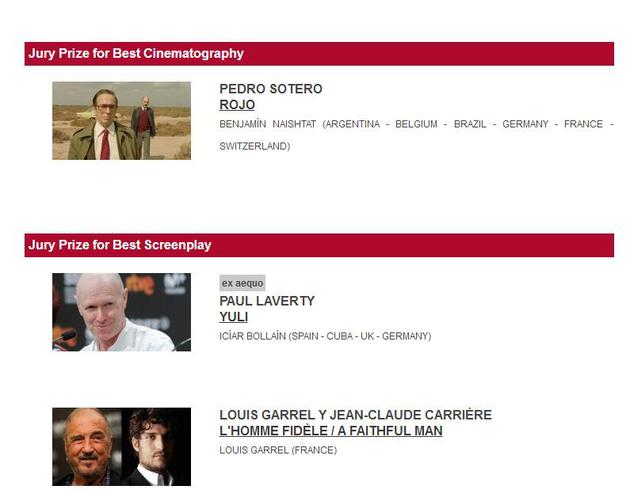 Jury Prize for Best Cinematography
PEDRO SOTERO
ROJO
BENJAMÍN NAISHTAT (ARGENTINA - BELGIUM - BRAZIL - GERMANY - FRANCE -
SWITZERLAND)
Jury Prize for Best Screenplay
ex aequo
PAUL LAVERTY
YULI
ICÍAR BOLLAÍN (SPAIN - CUBA - UK - GERMANY)
LOUIS GARREL Y JEAN-CLAUDE CARRIÈRE
L'HOMME FIDÈLE / A FAITHFUL MAN
LOUIS GARREL (FRANCE)